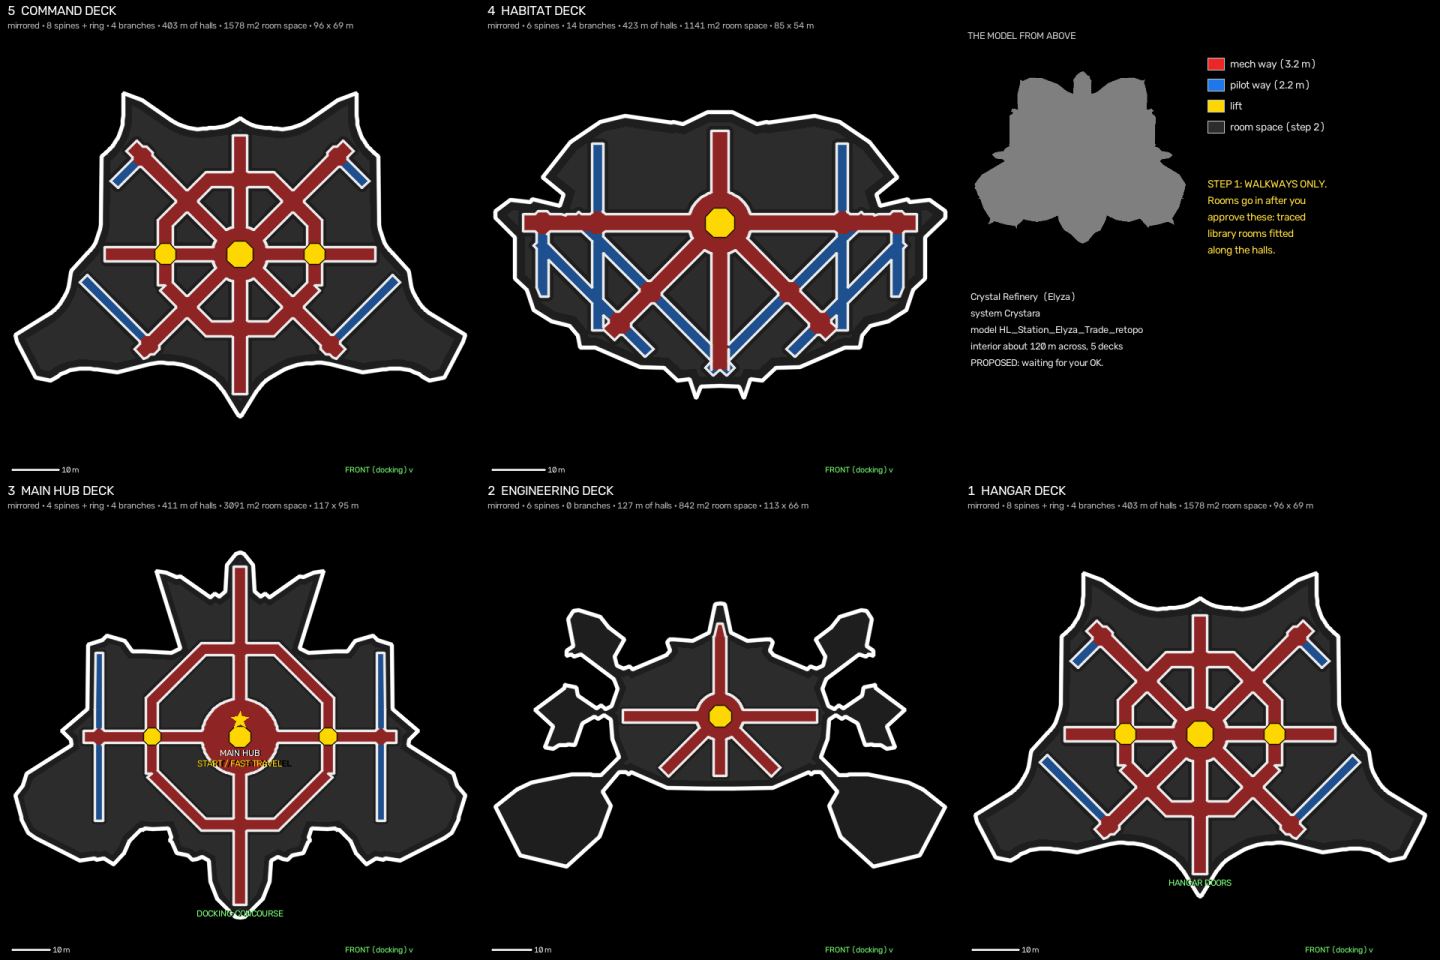 5 COMMAND DECK
mirrored • 8 spines + ring • 4 branches • 403 m of halls • 1578 m2 room space • 96 x 69 m
10 m
FRONT (docking) v
4 HABITAT DECK
mirrored • 6 spines • 14 branches • 423 m of halls • 1141 m2 room space • 85 x 54 m
10 m
FRONT (docking) v
THE MODEL FROM ABOVE
mech way (3.2 m)
pilot way (2.2 m)
lift
room space (step 2)
STEP 1: WALKWAYS ONLY.
Rooms go in after you
approve these: traced
library rooms fitted
along the halls.
Crystal Refinery (Elyza)
system Crystara
model HL_Station_Elyza_Trade_retopo
interior about 120 m across, 5 decks
PROPOSED: waiting for your OK.
3 MAIN HUB DECK
mirrored • 4 spines + ring • 4 branches • 411 m of halls • 3091 m2 room space • 117 x 95 m
MAIN HUB
START / FAST TRAVEL
DOCKING CONCOURSE
10 m
FRONT (docking) v
2 ENGINEERING DECK
mirrored • 6 spines • 0 branches • 127 m of halls • 842 m2 room space • 113 x 66 m
10 m
FRONT (docking) v
1 HANGAR DECK
mirrored • 8 spines + ring • 4 branches • 403 m of halls • 1578 m2 room space • 96 x 69 m
HANGAR DOORS
10 m
FRONT (docking) v